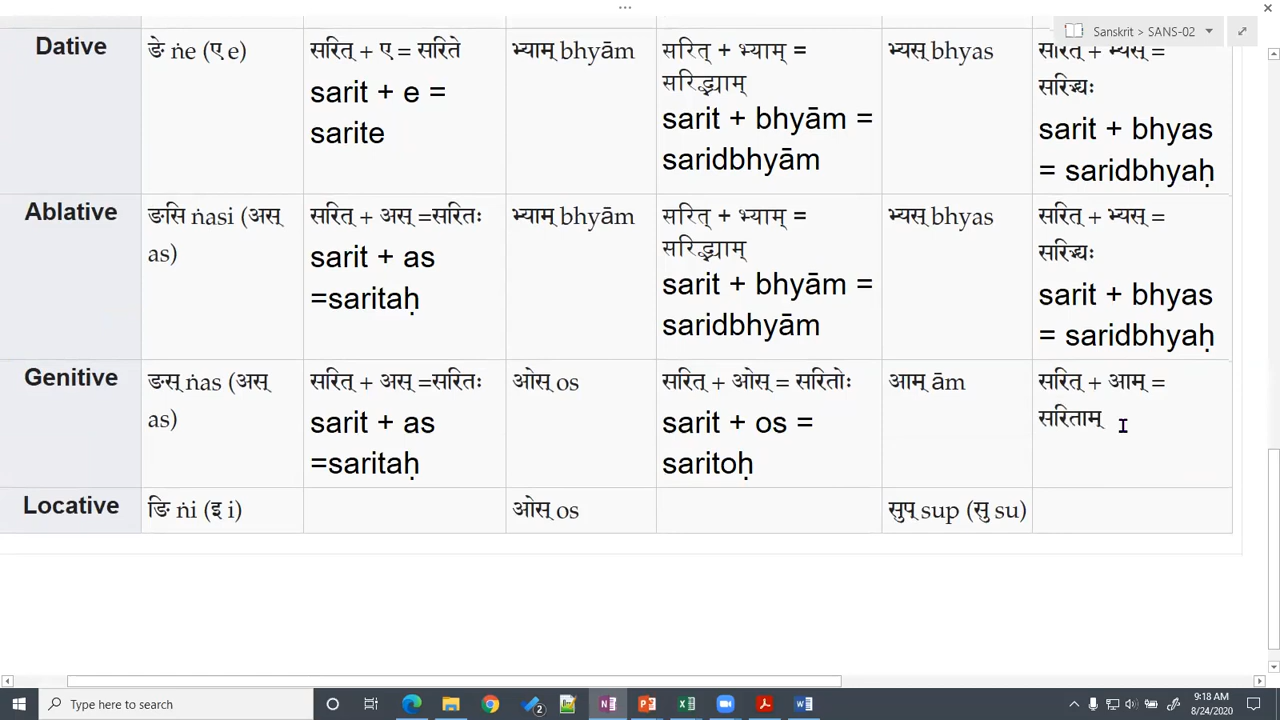 Sanskrit > SANS-02
Dative
ङे ṅe (ए e)
सरित् + ए = सरिते
sarit + e =
sarite
भ्याम् bhyām
सरित् + भ्याम् =
सरिद्भ्याम्
sarit + bhyām =
saridbhyām
भ्यस् bhyas
सरित् + भ्यस् =
सरिद्भ्यः
sarit + bhyas
= saridbhyaḥ
Ablative
ङसि ṅasi (अस्
as)
सरित् + अस् =सरितः
sarit + as
=saritaḥ
भ्याम् bhyām
सरित् + भ्याम् =
सरिद्भ्याम्
sarit + bhyām =
saridbhyām
भ्यस् bhyas
सरित् + भ्यस् =
सरिद्भ्यः
sarit + bhyas
= saridbhyaḥ
Genitive
ङस् ṅas (अस्
as)
सरित् + अस् =सरितः
sarit + as
=saritaḥ
ओस् os
सरित् + ओस् = सरितोः
sarit + os =
saritoḥ
आम् ām
सरित् + आम् =
सरिताम्
Locative
ङि ṅi (इ i)
ओस् os
सुप् sup (सु su)
Type here to search
2
9:18 AM
8/24/2020